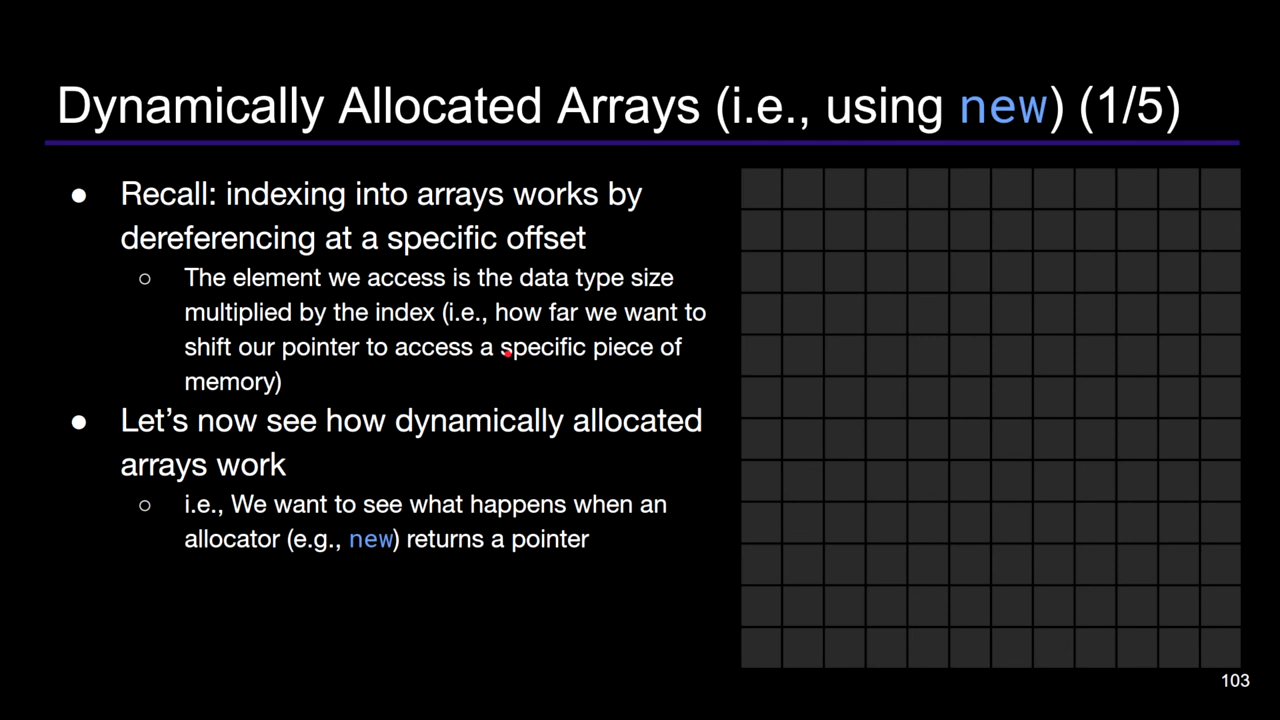 Dynamically Allocated Arrays (i.e., using new) (1/5)
● Recall: indexing into arrays works by
dereferencing at a specific offset
○ The element we access is the data type size
multiplied by the index (i.e., how far we want to
shift our pointer to access a specific piece of
memory)
● Let’s now see how dynamically allocated
arrays work
○ i.e., We want to see what happens when an
allocator (e.g., new) returns a pointer
103